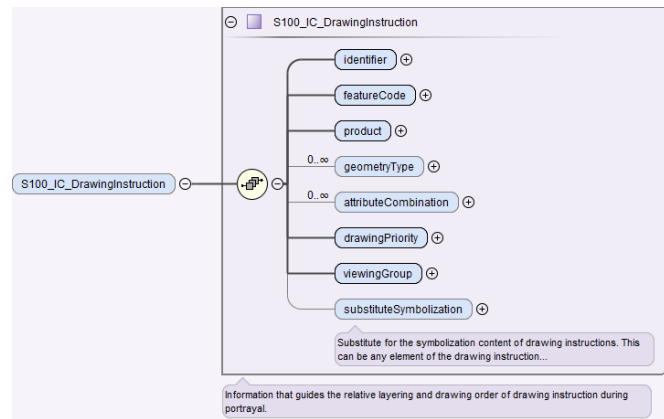 S100_IC_DrawingInstruction
identifier
featureCode
product
0..∞
geometryType
0..∞
attributeCombination
S100_IC_DrawingInstruction
drawingPriority
viewingGroup
substituteSymbolization
Substitute for the symbolization content of drawing instructions. This
can be any element of the drawing instruction...
Information that guides the relative layering and drawing order of drawing instruction during
portrayal.